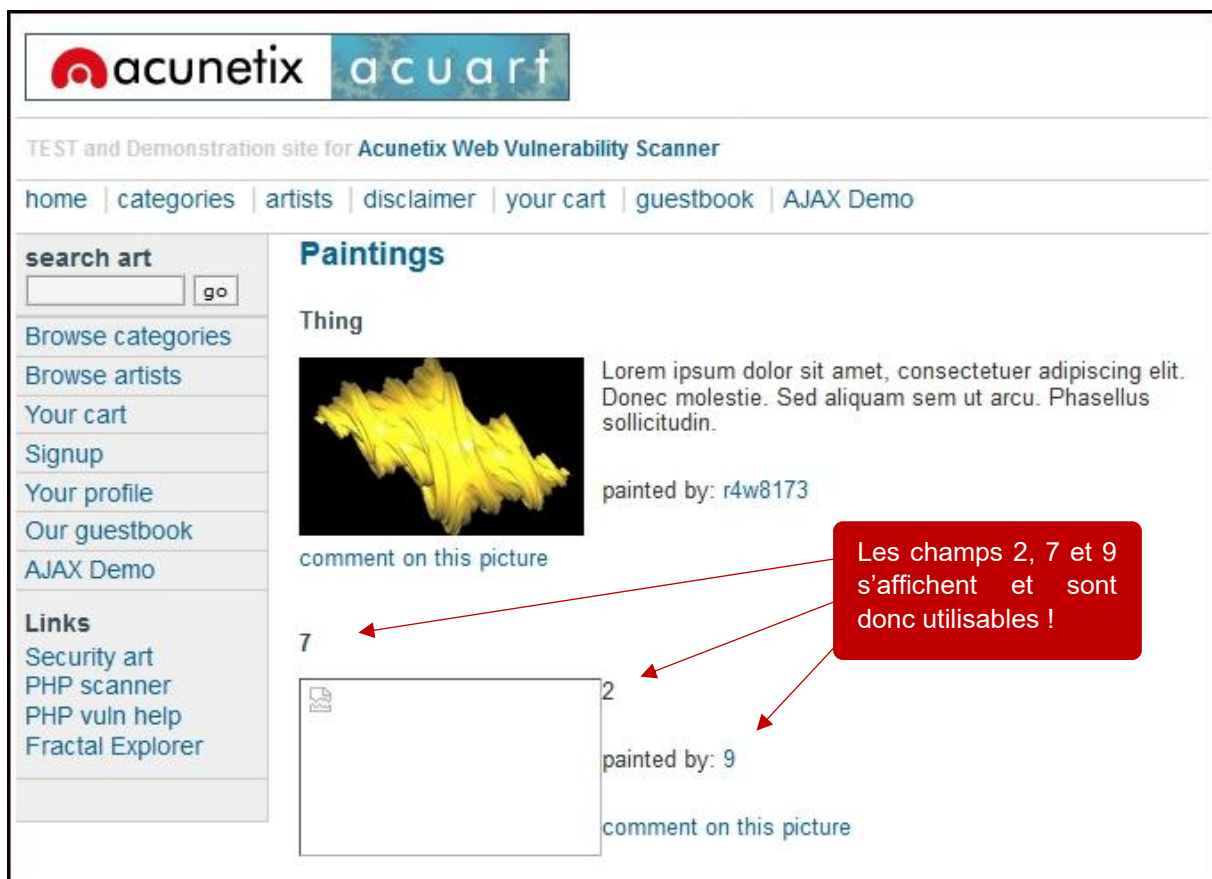 acunetix acuart
TEST and Demonstration site for Acunetix Web Vulnerability Scanner
home | categories | artists | disclaimer | your cart | guestbook | AJAX Demo
search art
go
Browse categories
Browse artists
Your cart
Signup
Your profile
Our guestbook
AJAX Demo
Links
Security art
PHP scanner
PHP vuln help
Fractal Explorer
Paintings
Thing
Lorem ipsum dolor sit amet, consectetuer adipiscing elit.
Donec molestie. Sed aliquam sem ut arcu. Phasellus
sollicitudin.
painted by: r4w8173
comment on this picture
Les champs 2, 7 et 9
s’affichent et sont
donc utilisables !
7
2
painted by: 9
comment on this picture